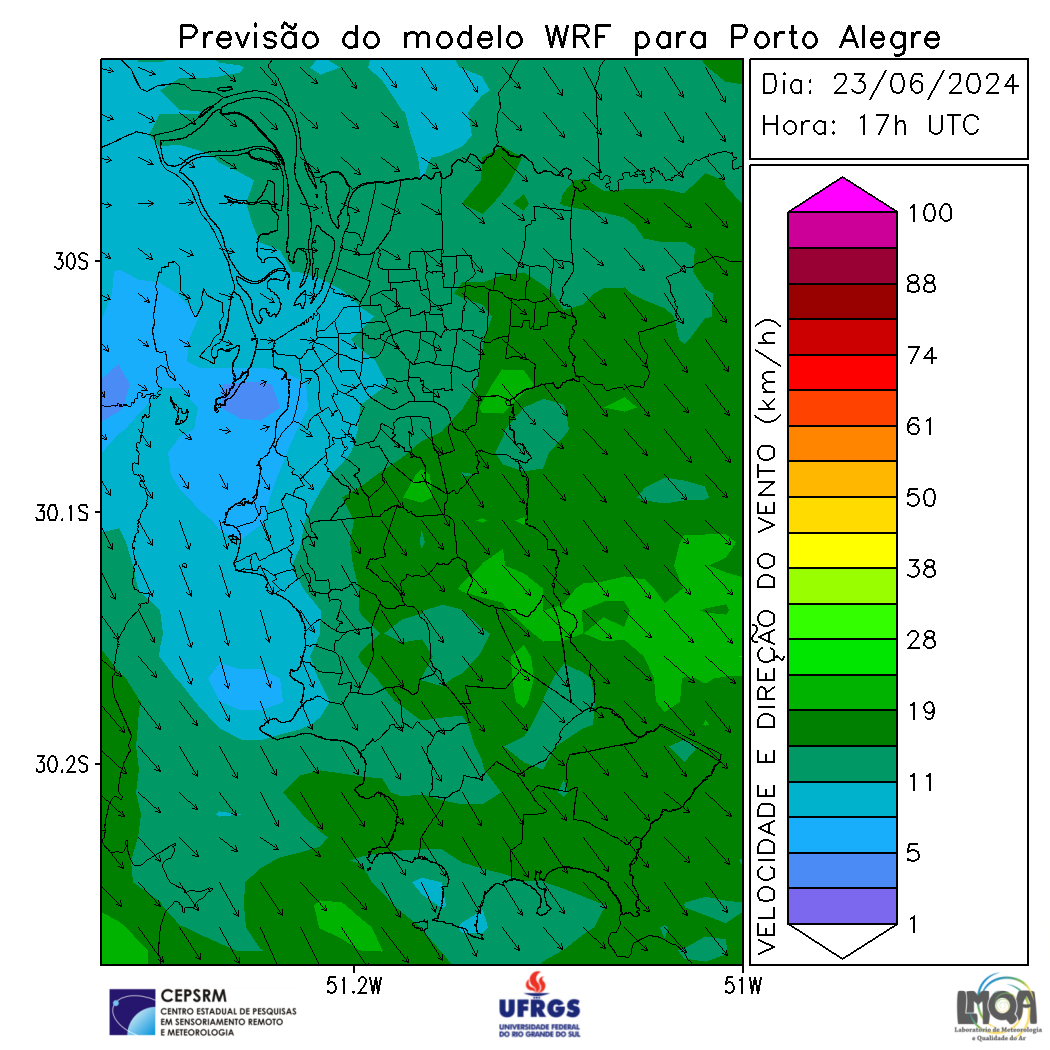 Previsão do modelo WRF para Porto Alegre
Dia: 23/06/2024
Hora: 17h UTC
30S
30.1S
30.2S
51.2W
51W
VELOCIDADE E DIREÇÃO DO VENTO (km/h)
100
88
74
61
50
38
28
19
11
5
1
CEPSRM
CENTRO ESTADUAL DE PESQUISAS
EM SENSORIAMENTO REMOTO
E METEOROLOGIA
UFRGS
UNIVERSIDADE FEDERAL
DO RIO GRANDE DO SUL
LMQA
Laboratório de Meteorologia
e Qualidade do Ar